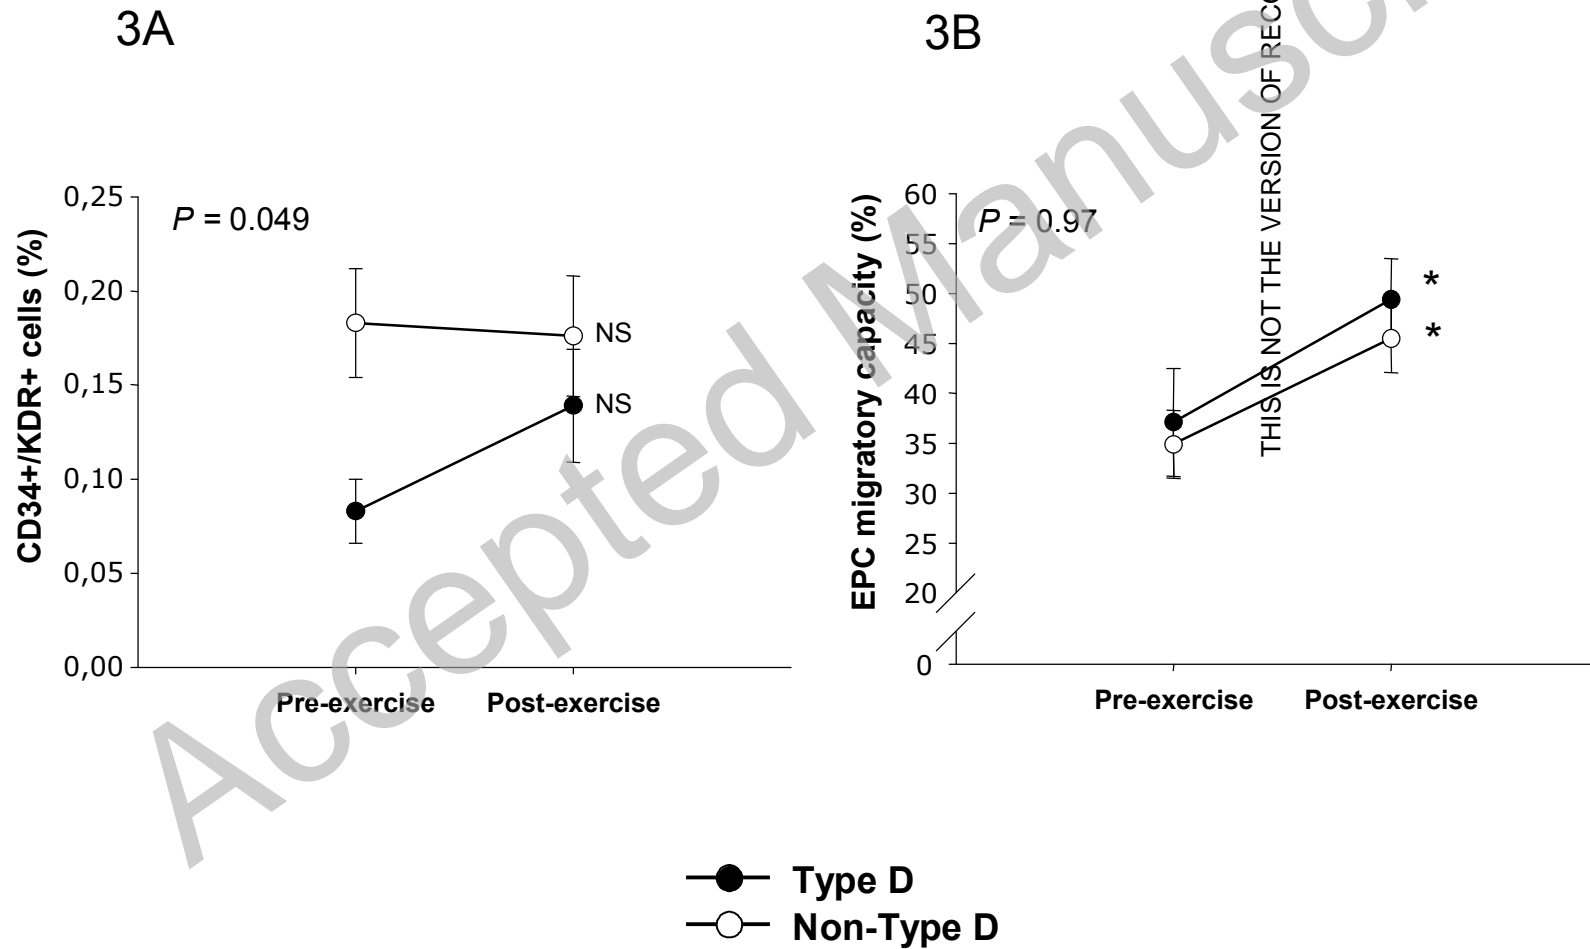 3A
3B
THIS IS NOT THE VERSION OF
Accepted
CD34+/KDR+ cells (%)
0,25
0,20
0,15
0,10
0,05
0,00
P = 0.049
NS
NS
Pre-exercise Post-exercise
EPC migratory capacity (%)
60
55
50
45
40
35
30
25
20
0
P = 0.97
*
*
Pre-exercise Post-exercise
Type D
Non-Type D